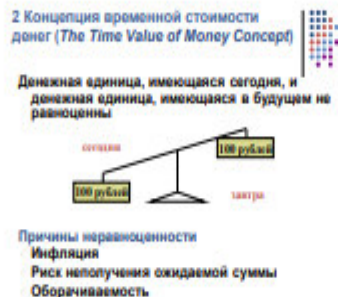 2 Концепция временной стоимости
денег (The Time Value of Money Concept)
Денежная единица, имеющаяся сегодня, и
денежная единица, имеющаяся в будущем не
равноценны
сегодня
100 рублей
100 рублей
завтра
Причины неравноценности
Инфляция
Риск неполучения ожидаемой суммы
Оборачиваемость